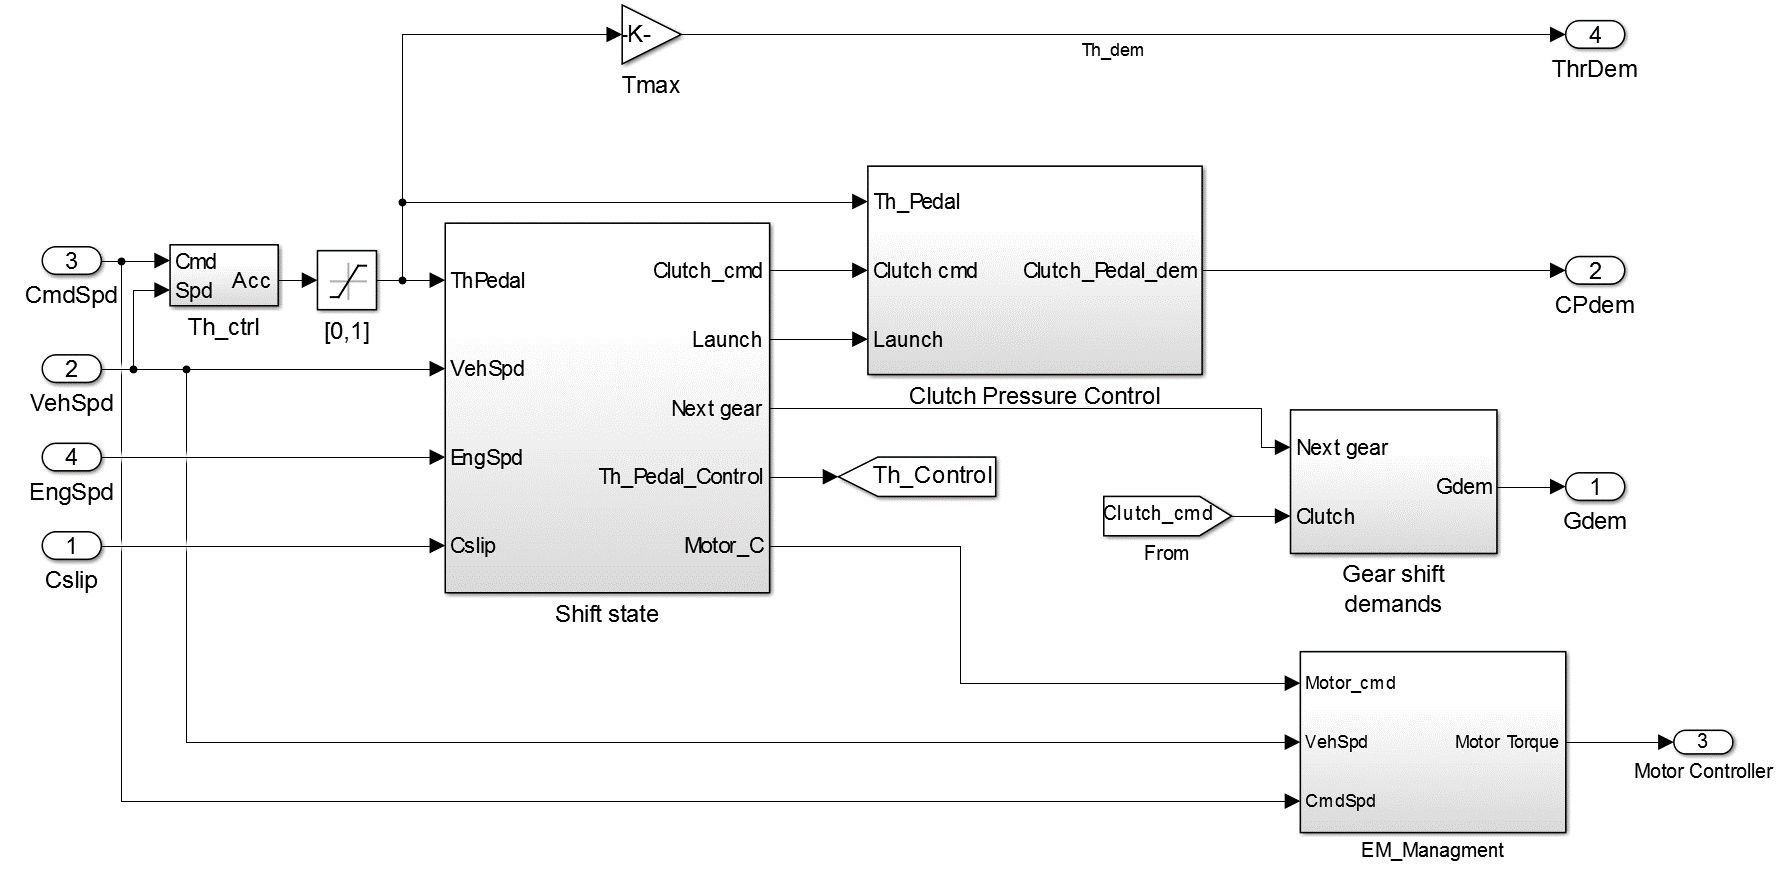 -K-
Tmax
Th_dem
4
ThrDem
3
CmdSpd
Cmd
Spd
Acc
Th_ctrl
[0,1]
2
VehSpd
4
EngSpd
1
Cslip
ThPedal
VehSpd
EngSpd
Cslip
Clutch_cmd
Launch
Next gear
Th_Pedal_Control
Motor_C
Shift state
Th_Pedal
Clutch cmd
Launch
Clutch_Pedal_dem
Clutch Pressure Control
2
CPdem
Th_Control
Clutch_cmd
From
Next gear
Clutch
Gdem
Gear shift
demands
1
Gdem
Motor_cmd
VehSpd
CmdSpd
Motor Torque
EM_Managment
3
Motor Controller